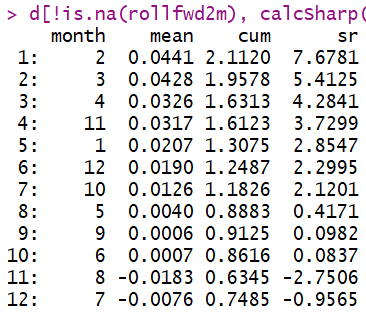 > d[!is.na(rollfwd2m), calcSharp(
month mean cum sr
1: 2 0.0441 2.1120 7.6781
2: 3 0.0428 1.9578 5.4125
3: 4 0.0326 1.6313 4.2841
4: 11 0.0317 1.6123 3.7299
5: 1 0.0207 1.3075 2.8547
6: 12 0.0190 1.2487 2.2995
7: 10 0.0126 1.1826 2.1201
8: 5 0.0040 0.8883 0.4171
9: 9 0.0006 0.9125 0.0982
10: 6 0.0007 0.8616 0.0837
11: 8 -0.0183 0.6345 -2.7506
12: 7 -0.0076 0.7485 -0.9565